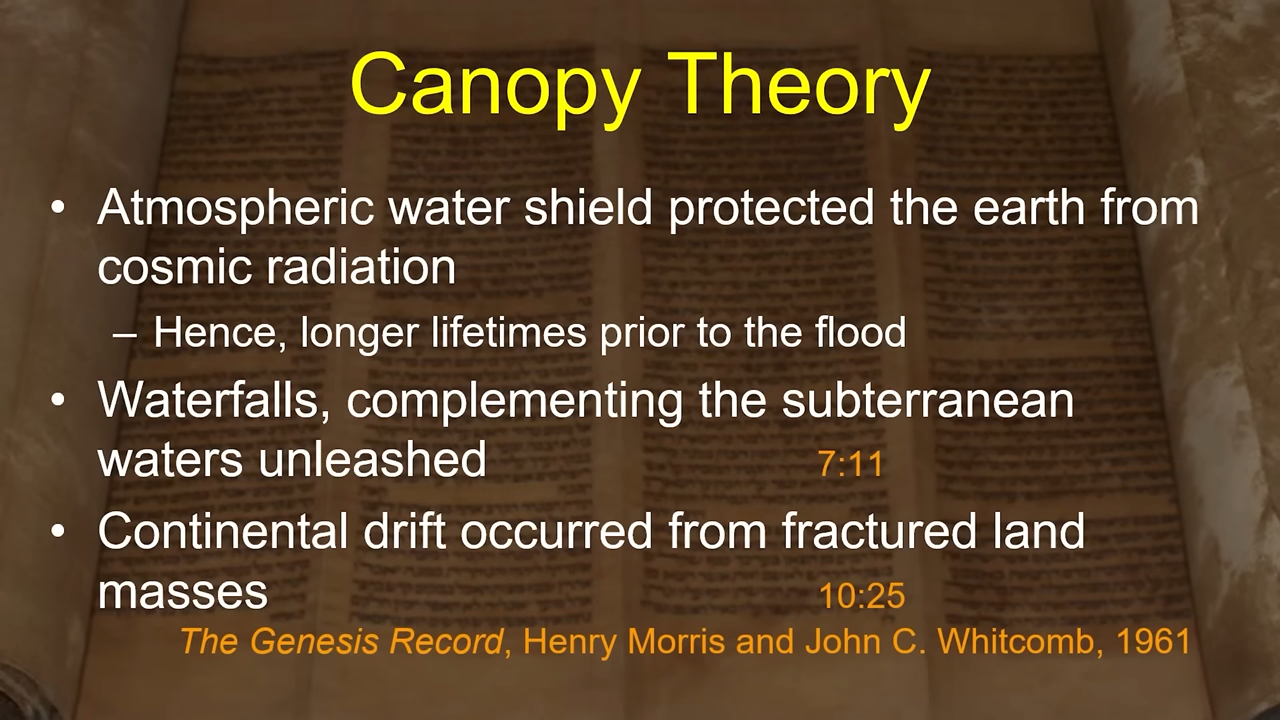 Canopy Theory
• Atmospheric water shield protected the earth from
cosmic radiation
– Hence, longer lifetimes prior to the flood
• Waterfalls, complementing the subterranean
waters unleashed 7:11
• Continental drift occurred from fractured land
masses 10:25
The Genesis Record, Henry Morris and John C. Whitcomb, 1961